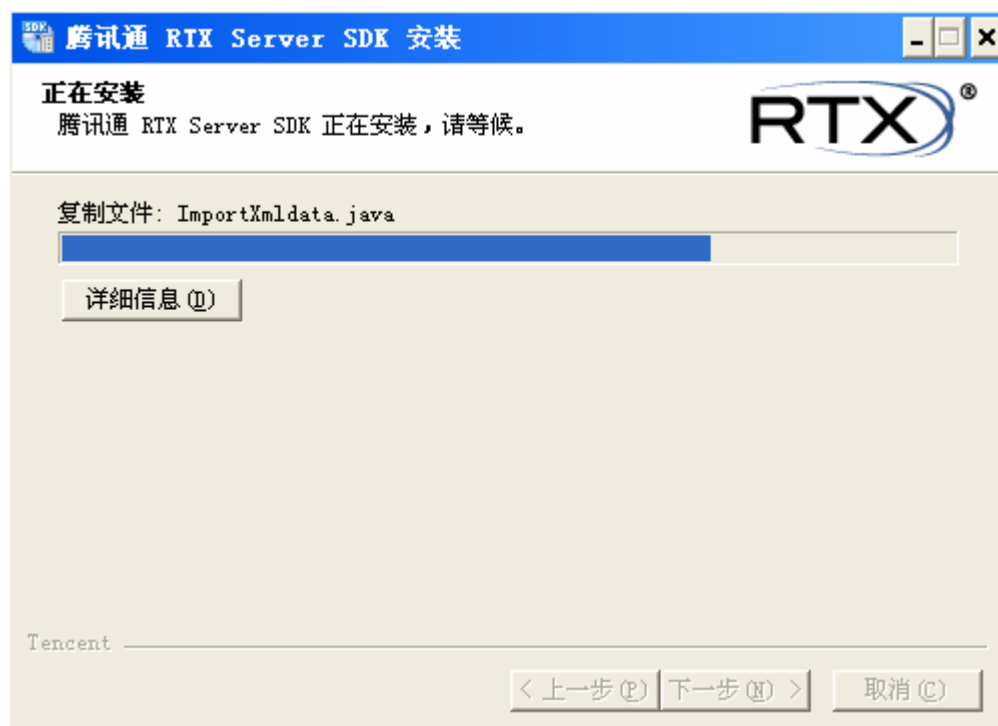 SDK
腾讯通 RTX Server SDK 安装
正在安装
腾讯通 RTX Server SDK 正在安装，请等候。
RTX®
复制文件: ImportXmldata.java
详细信息(D)
Tencent
< 上一步(P) 下一步(N) > 取消(C)